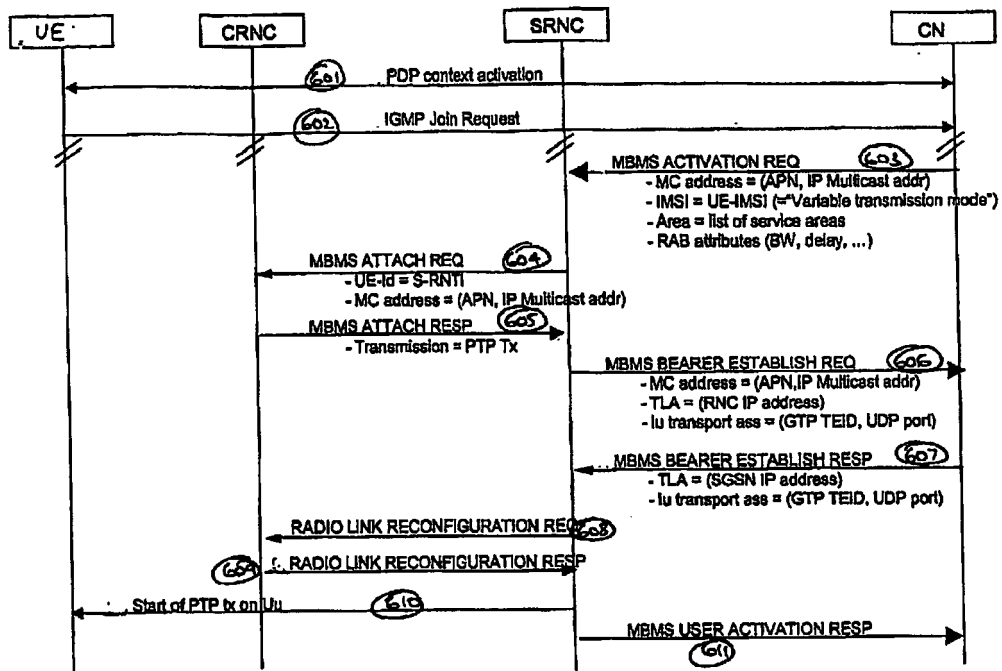 UE CRNC SRNC CN
601 PDP context activation
602 IGMP Join Request
MBMS ACTIVATION REQ 603
- MC address = (APN, IP Multicast addr)
- IMSI = UE-IMSI (="Variable transmission mode")
- Area = list of service areas
- RAB attributes (BW, delay, ...)
MBMS ATTACH REQ 604
- UE-Id = S-RNTI
- MC address = (APN, IP Multicast addr)
MBMS ATTACH RESP 605
- Transmission = PTP Tx
MBMS BEARER ESTABLISH REQ 606
- MC address = (APN,IP Multicast addr)
- TLA = (RNC IP address)
- Iu transport ass = (GTP TEID, UDP port)
MBMS BEARER ESTABLISH RESP 607
- TLA = (SGSN IP address)
- Iu transport ass = (GTP TEID, UDP port)
RADIO LINK RECONFIGURATION REQ 608
609 RADIO LINK RECONFIGURATION RESP
Start of PTP tx on Uu 610
MBMS USER ACTIVATION RESP
611